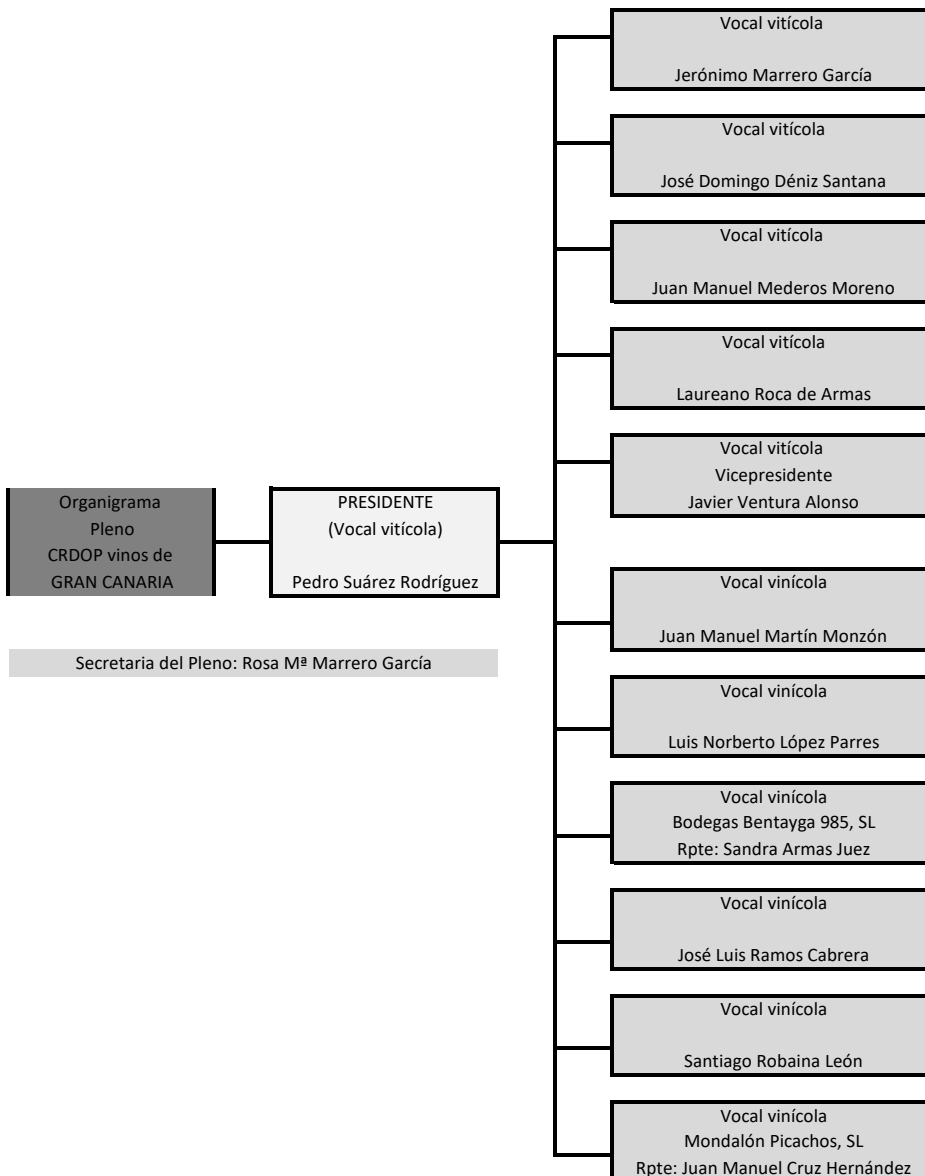 Organigrama
Pleno
CRDOP vinos de
GRAN CANARIA
PRESIDENTE
(Vocal vitícola)
Pedro Suárez Rodríguez
Secretaria del Pleno: Rosa Mª Marrero García
Vocal vitícola
Jerónimo Marrero García
Vocal vitícola
José Domingo Déniz Santana
Vocal vitícola
Juan Manuel Mederos Moreno
Vocal vitícola
Laureano Roca de Armas
Vocal vitícola
Vicepresidente
Javier Ventura Alonso
Vocal vinícola
Juan Manuel Martín Monzón
Vocal vinícola
Luis Norberto López Parres
Vocal vinícola
Bodegas Bentayga 985, SL
Rpte: Sandra Armas Juez
Vocal vinícola
José Luis Ramos Cabrera
Vocal vinícola
Santiago Robaina León
Vocal vinícola
Mondalón Picachos, SL
Rpte: Juan Manuel Cruz Hernández